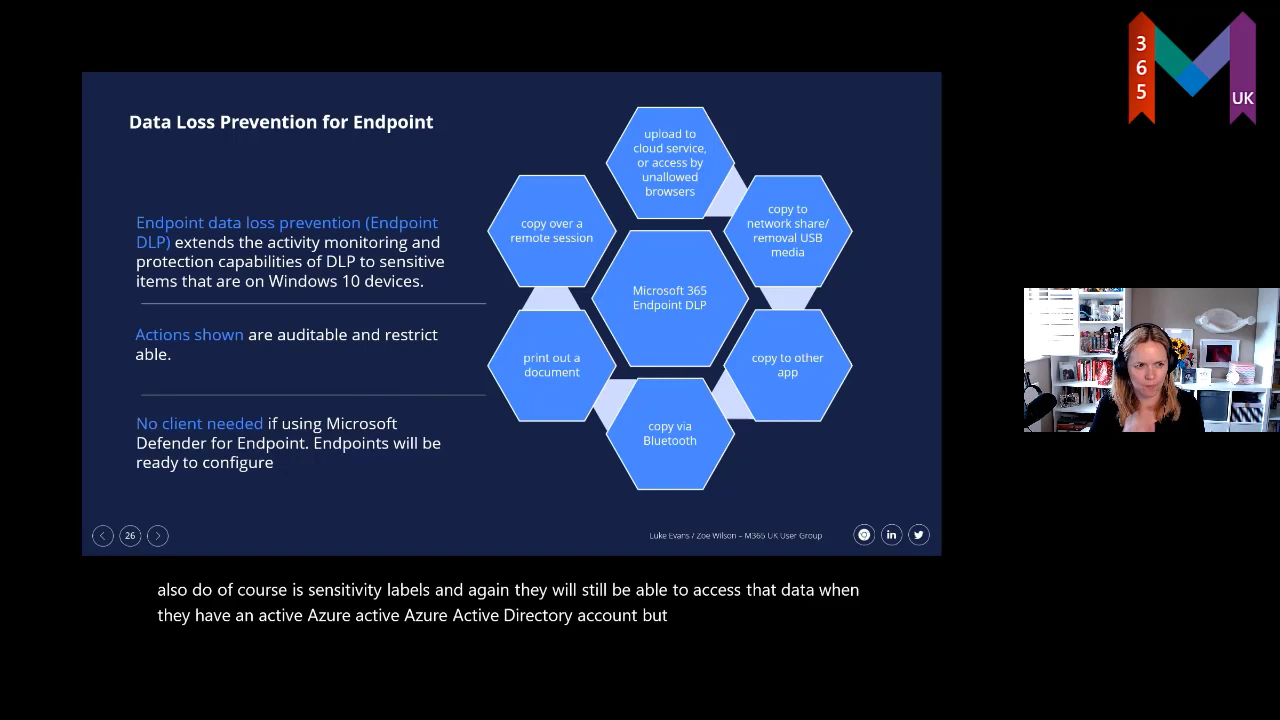 3
6
5
UK
Data Loss Prevention for Endpoint
Endpoint data loss prevention (Endpoint
DLP) extends the activity monitoring and
protection capabilities of DLP to sensitive
items that are on Windows 10 devices.
Actions shown are auditable and restrict
able.
No client needed if using Microsoft
Defender for Endpoint. Endpoints will be
ready to configure
upload to
cloud service,
or access by
unallowed
browsers
copy to
network share/
removal USB
media
copy to other
app
copy via
Bluetooth
print out a
document
copy over a
remote session
Microsoft 365
Endpoint DLP
26
Luke Evans / Zoe Wilson – M365 UK User Group
in
also do of course is sensitivity labels and again they will still be able to access that data when
they have an active Azure active Azure Active Directory account but